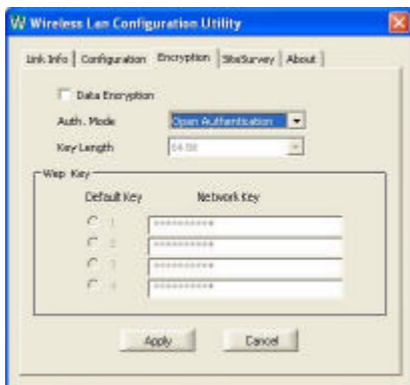 W Wireless Lan Configuration Utility
Link Info Configuration Encryption SiteSurvey About
Data Encryption
Auth. Mode Open Authentication
Key Length 64 Bit
Wep Key
Default Key Network Key
1 **********
2 **********
3 **********
4 **********
Apply Cancel